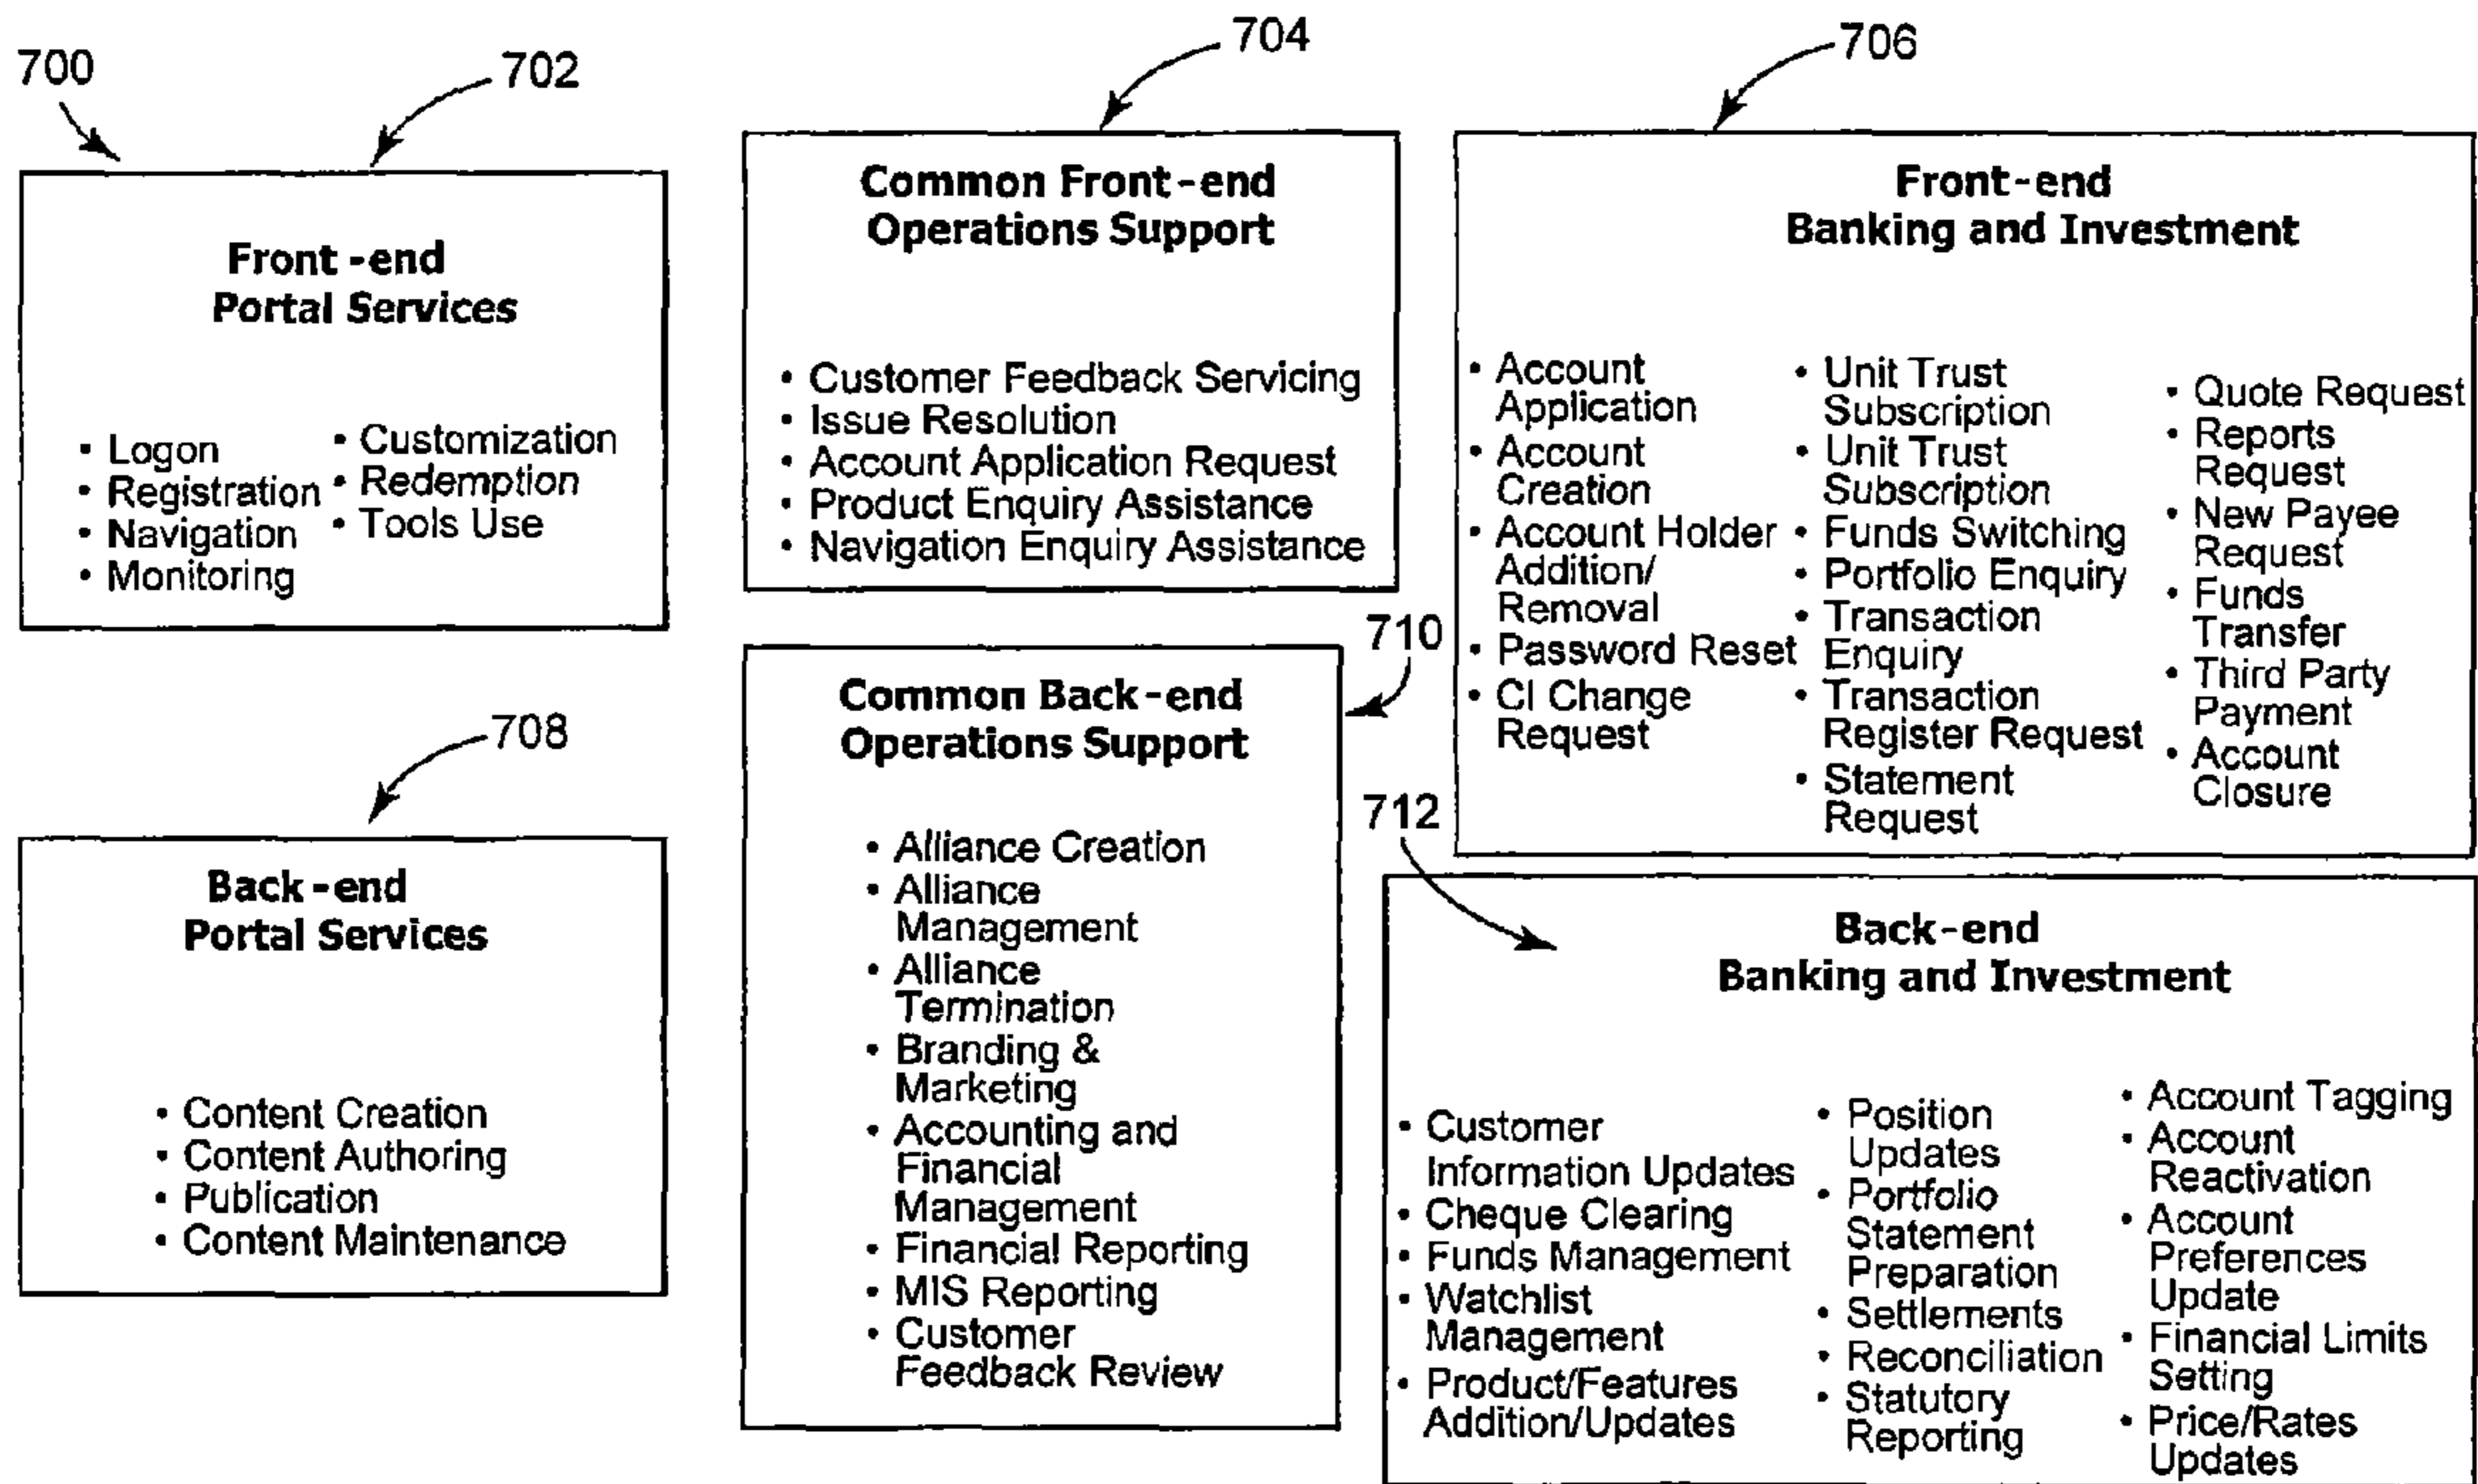 700
702
Front-end
Portal Services
• Logon
• Registration
• Navigation
• Monitoring
• Customization
• Redemption
• Tools Use
704
Common Front-end
Operations Support
• Customer Feedback Servicing
• Issue Resolution
• Account Application Request
• Product Enquiry Assistance
• Navigation Enquiry Assistance
706
Front-end
Banking and Investment
• Account
Application
• Account
Creation
• Account Holder
Addition/
Removal
• Password Reset
• CI Change
Request
• Unit Trust
Subscription
• Unit Trust
Subscription
• Funds Switching
• Portfolio Enquiry
• Transaction
Enquiry
• Transaction
Register Request
• Statement
Request
• Quote Request
• Reports
Request
• New Payee
Request
• Funds
Transfer
• Third Party
Payment
• Account
Closure
708
Back-end
Portal Services
• Content Creation
• Content Authoring
• Publication
• Content Maintenance
710
Common Back-end
Operations Support
• Alliance Creation
• Alliance
Management
• Alliance
Termination
• Branding &
Marketing
• Accounting and
Financial
Management
• Financial Reporting
• MIS Reporting
• Customer
Feedback Review
712
Back-end
Banking and Investment
• Customer
Information Updates
• Cheque Clearing
• Funds Management
• Watchlist
Management
• Product/Features
Addition/Updates
• Position
Updates
• Portfolio
Statement
Preparation
• Settlements
• Reconciliation
• Statutory
Reporting
• Account Tagging
• Account
Reactivation
• Account
Preferences
Update
• Financial Limits
Setting
• Price/Rates
Updates